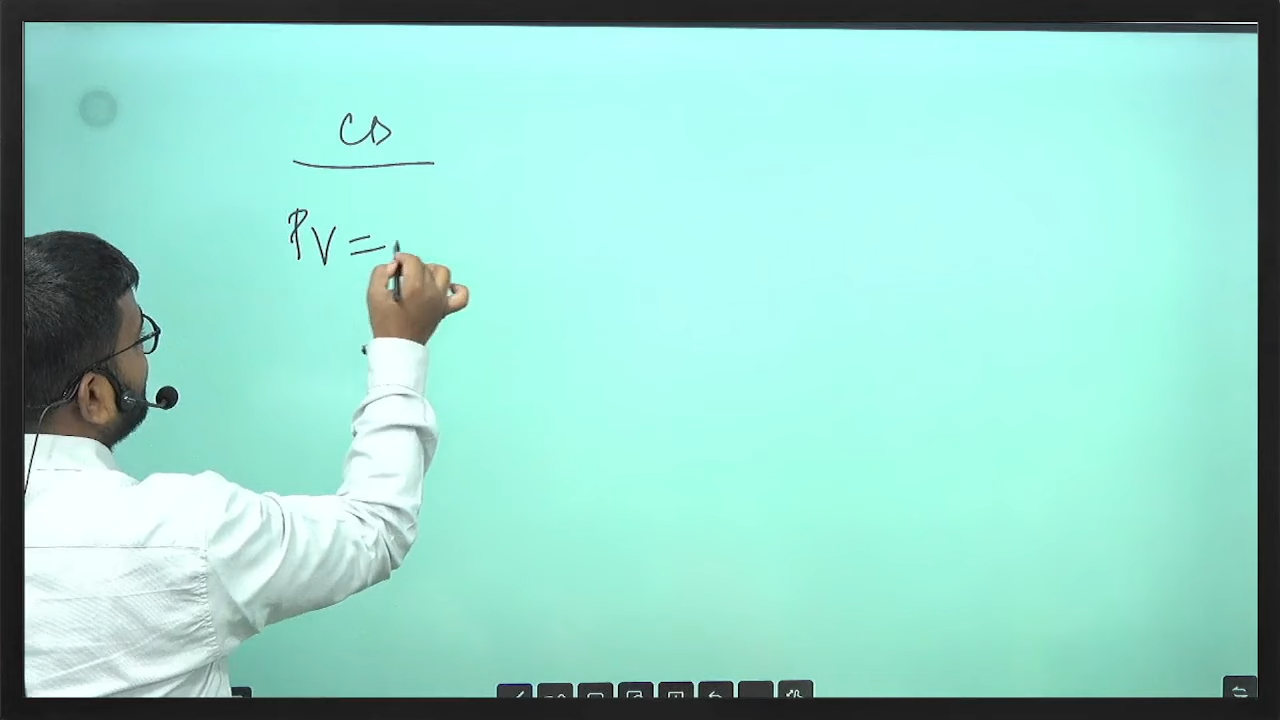 CD
PV =